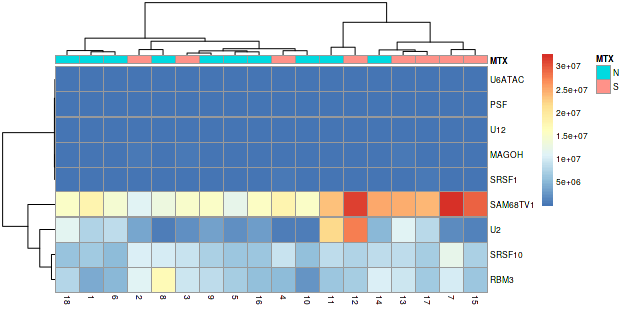 MTX
U6ATAC
PSF
U12
MAGOH
SRSF1
SAM68TV1
U2
SRSF10
RBM3
18 1 6 2 8 3 9 5 16 4 10 11 12 14 13 17 7 15
3e+07
2.5e+07
2e+07
1.5e+07
1e+07
5e+06
MTX
N
S